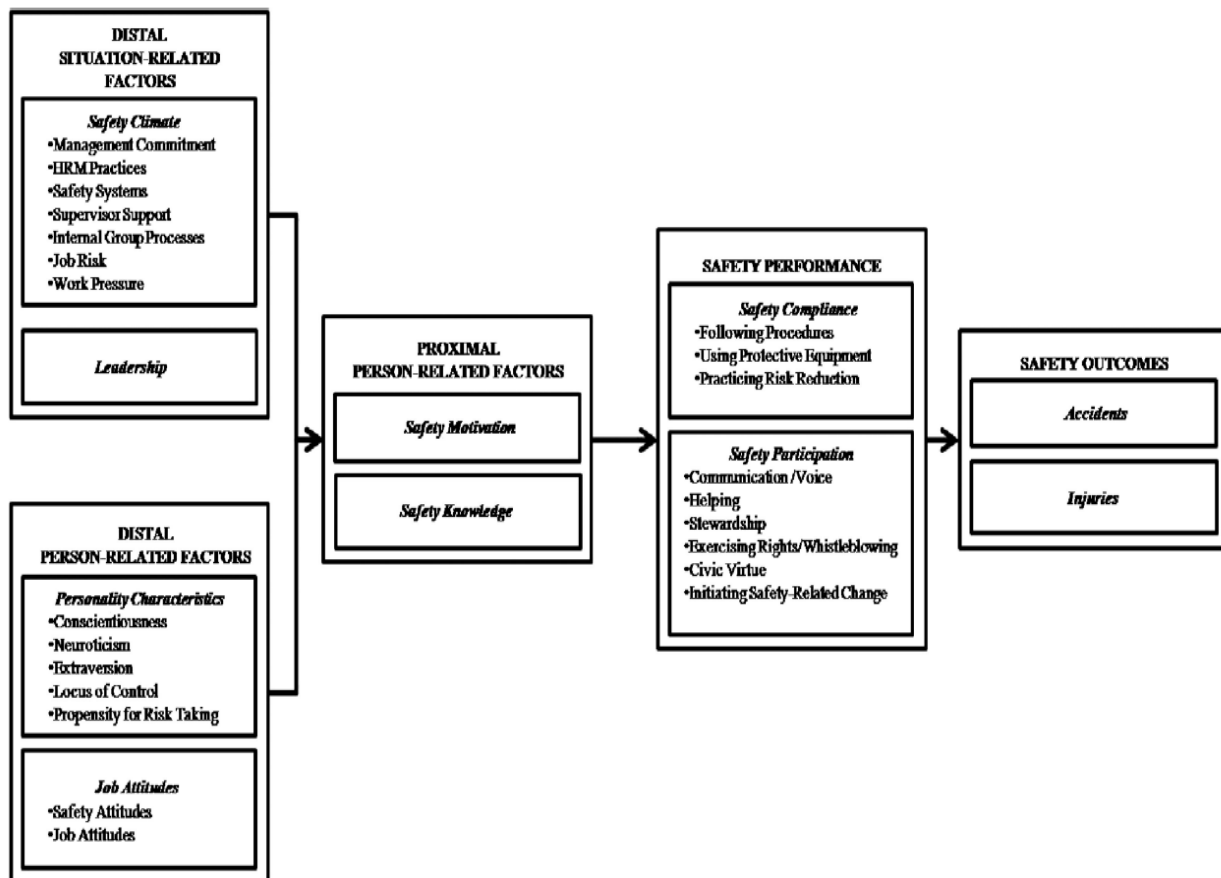 DISTAL
SITUATION-RELATED
FACTORS
Safety Climate
•Management Commitment
•HRM Practices
•Safety Systems
•Supervisor Support
•Internal Group Processes
•Job Risk
•Work Pressure
Leadership
DISTAL
PERSON-RELATED FACTORS
Personality Characteristics
•Conscientiousness
•Neuroticism
•Extraversion
•Locus of Control
•Propensity for Risk Taking
Job Attitudes
•Safety Attitudes
•Job Attitudes
PROXIMAL
PERSON-RELATED FACTORS
Safety Motivation
Safety Knowledge
SAFETY PERFORMANCE
Safety Compliance
•Following Procedures
•Using Protective Equipment
•Practicing Risk Reduction
Safety Participation
•Communication /Voice
•Helping
•Stewardship
•Exercising Rights/Whistleblowing
•Civic Virtue
•Initiating Safety-Related Change
SAFETY OUTCOMES
Accidents
Injuries